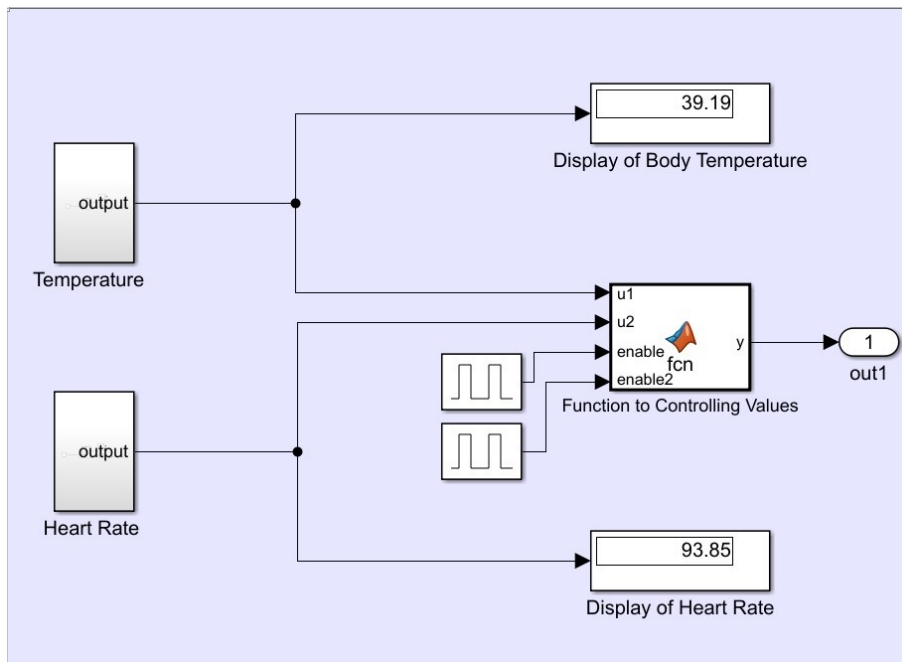 39.19
Display of Body Temperature
output
Temperature
u1
u2
enable
enable2
fcn
y
Function to Controlling Values
1
out1
output
Heart Rate
93.85
Display of Heart Rate